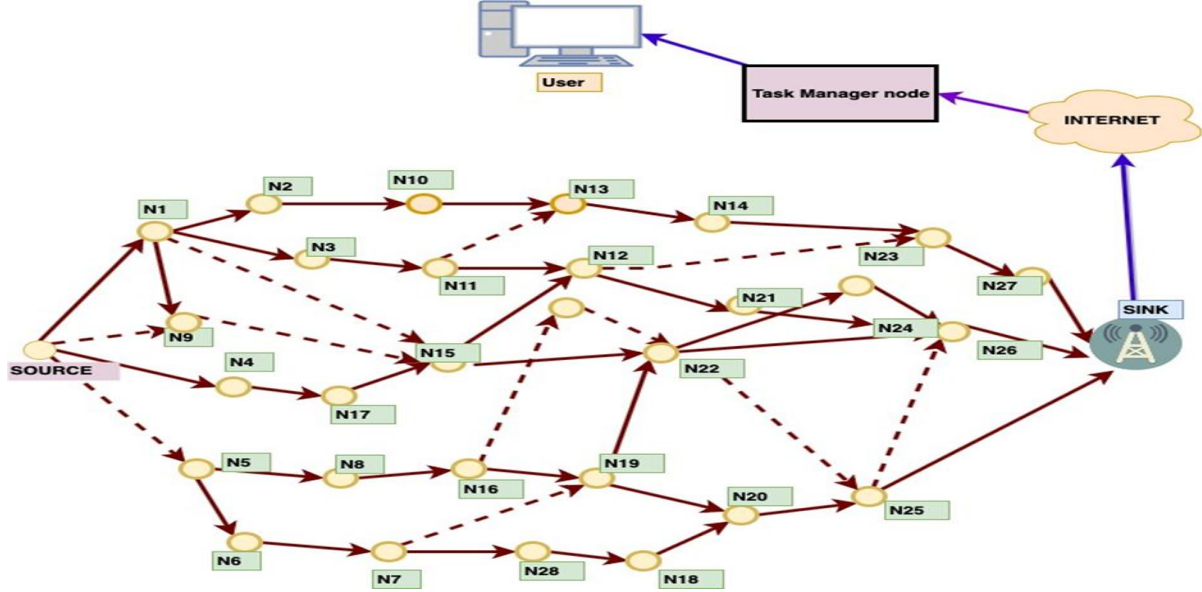 User
Task Manager node
INTERNET
N2
N10
N13
N1
N14
N3
N12
N23
N11
N27
N21
SINK
N9
N24
N15
N26
SOURCE
N4
N22
N17
N5
N8
N19
N16
N20
N25
N6
N7
N28
N18